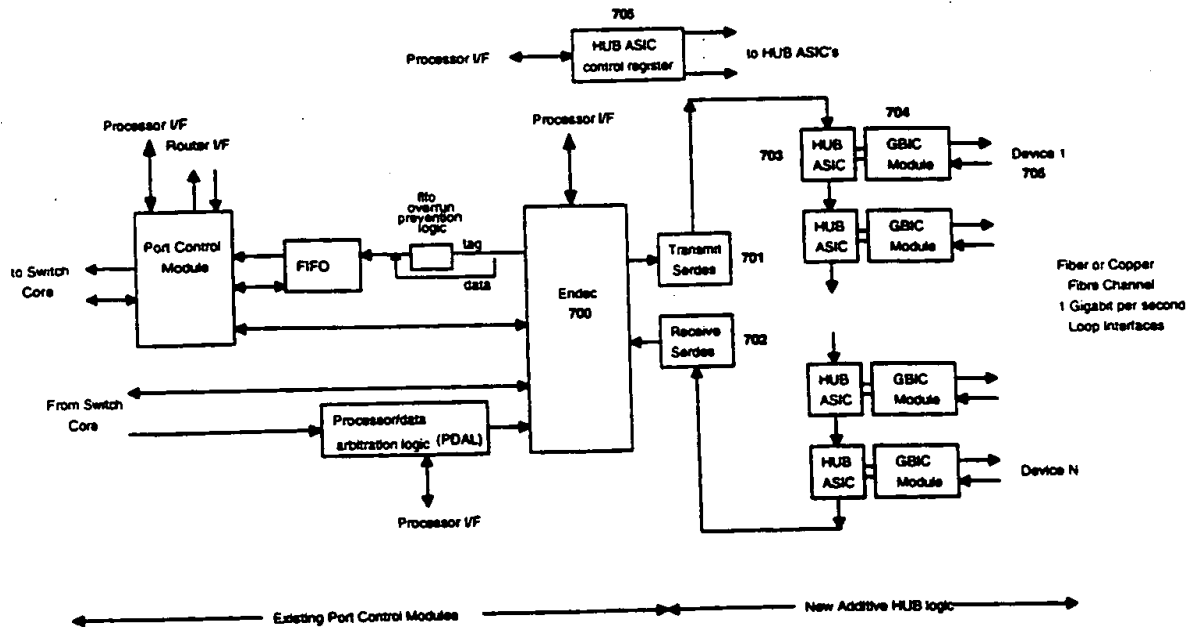 705
HUB ASIC
control register
Processor I/F
to HUB ASIC's
Processor I/F
Router I/F
Processor I/F
704
703
HUB
ASIC
GBIC
Module
Device 1
705
fifo
overrun
prevention
logic
tag
data
Port Control
Module
FIFO
to Switch
Core
HUB
ASIC
GBIC
Module
Transmit
Serdes
701
Endec
700
Fiber or Copper
Fibre Channel
1 Gigabit per second
Loop Interfaces
Receive
Serdes
702
HUB
ASIC
GBIC
Module
From Switch
Core
Processor/data
arbitration logic (PDAL)
HUB
ASIC
GBIC
Module
Device N
Processor I/F
Existing Port Control Modules
New Additive HUB logic